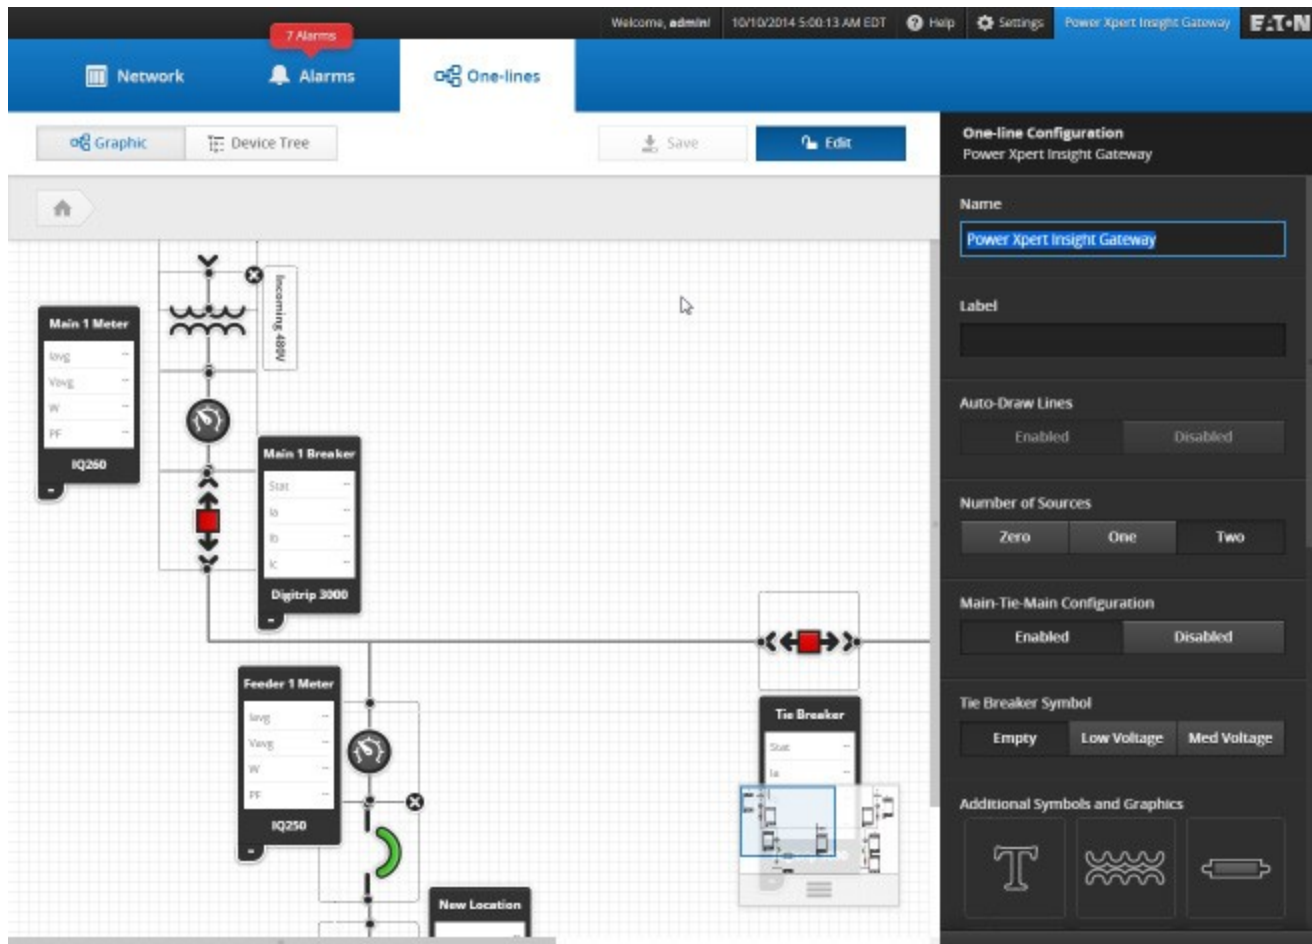 Welcome, admin!
10/10/2014 5:00:13 AM EDT
Help
Settings
Power Xpert Insight Gateway
E·T·N
7 Alarms
Network
Alarms
One-lines
Graphic
Device Tree
Save
Edit
One-line Configuration
Power Xpert Insight Gateway
Name
Power Xpert Insight Gateway
Label
Auto-Draw Lines
Enabled
Disabled
Number of Sources
Zero
One
Two
Main-Tie-Main Configuration
Enabled
Disabled
Tie Breaker Symbol
Empty
Low Voltage
Med Voltage
Additional Symbols and Graphics
T
Incoming 480V
Main 1 Meter
Iavg --
Vavg --
W --
PF --
IQ260
Main 1 Breaker
Stat --
Ia --
Ib --
Ic --
Digitrip 3000
Feeder 1 Meter
Iavg --
Vavg --
W --
PF --
IQ250
Tie Breaker
Stat --
Ia --
New Location